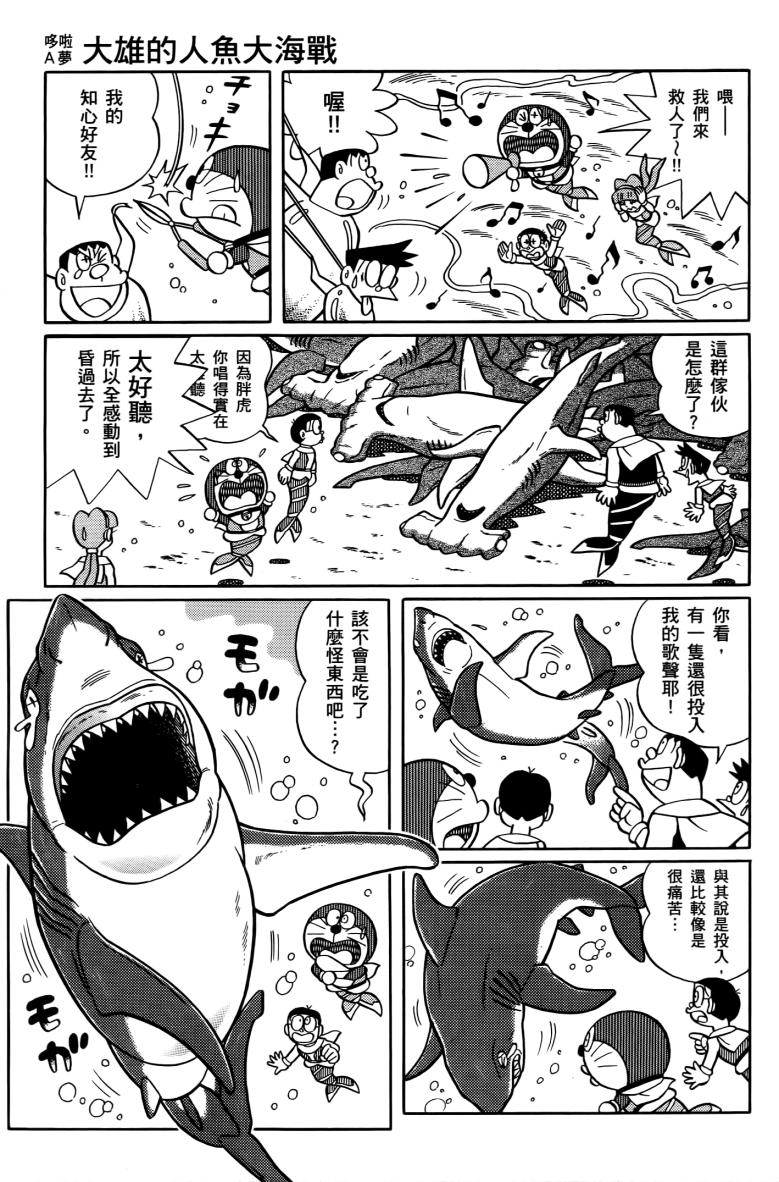 哆啦
A夢
大雄的人魚大海戰
喂──
我們來
救人了～!!
喔!!
チョキ
我的
知心好友!!
這群傢伙
是怎麼了？
因為胖虎
你唱得實在
太…聽
太好聽，
所以全感動到
昏過去了。
你看，
有一隻還很投入
我的歌聲耶！
與其說是投入，
還比較像是
很痛苦…
該不會是吃了
什麼怪東西吧…？
モガ
モガ